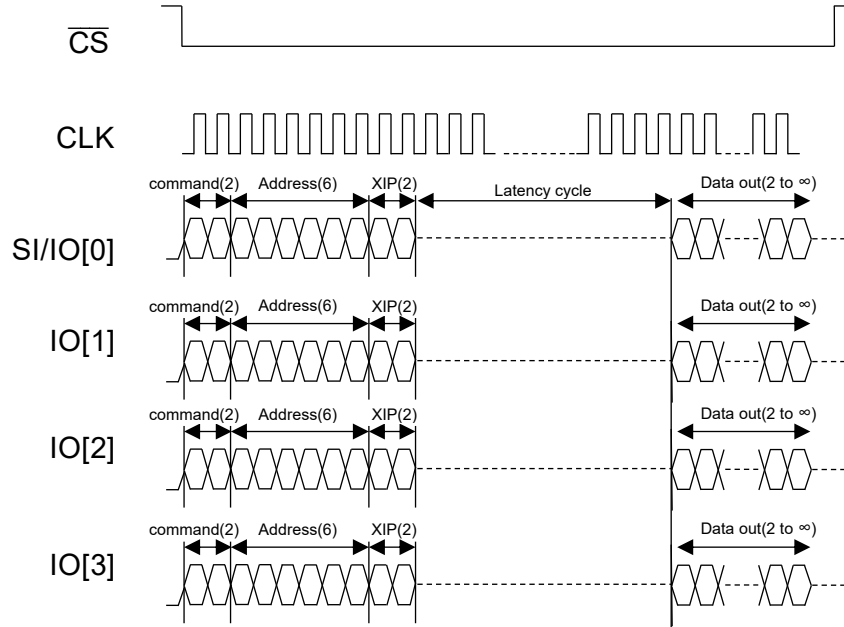 CS
CLK
command(2) Address(6) XIP(2) Latency cycle Data out(2 to ∞)
SI/IO[0]
command(2) Address(6) XIP(2) Data out(2 to ∞)
IO[1]
command(2) Address(6) XIP(2) Data out(2 to ∞)
IO[2]
command(2) Address(6) XIP(2) Data out(2 to ∞)
IO[3]